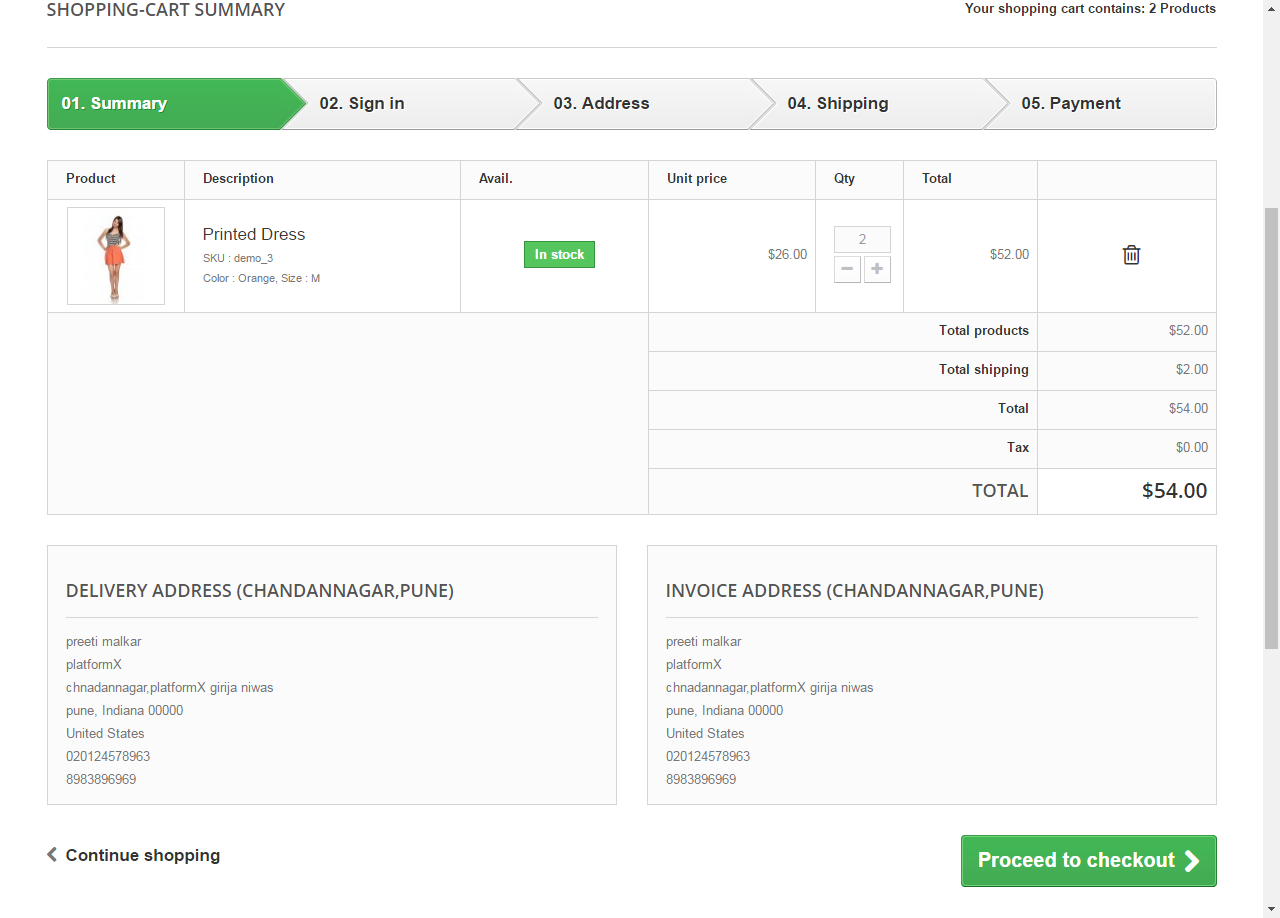 SHOPPING-CART SUMMARY
Your shopping cart contains: 2 Products
01. Summary
02. Sign in
03. Address
04. Shipping
05. Payment
Product
Description
Avail.
Unit price
Qty
Total
Printed Dress
SKU : demo_3
Color : Orange, Size : M
In stock
$26.00
2
$52.00
Total products
$52.00
Total shipping
$2.00
Total
$54.00
Tax
$0.00
TOTAL
$54.00
DELIVERY ADDRESS (CHANDANNAGAR,PUNE)
preeti malkar
platformX
chnadannagar,platformX girija niwas
pune, Indiana 00000
United States
020124578963
8983896969
INVOICE ADDRESS (CHANDANNAGAR,PUNE)
preeti malkar
platformX
chnadannagar,platformX girija niwas
pune, Indiana 00000
United States
020124578963
8983896969
Continue shopping
Proceed to checkout